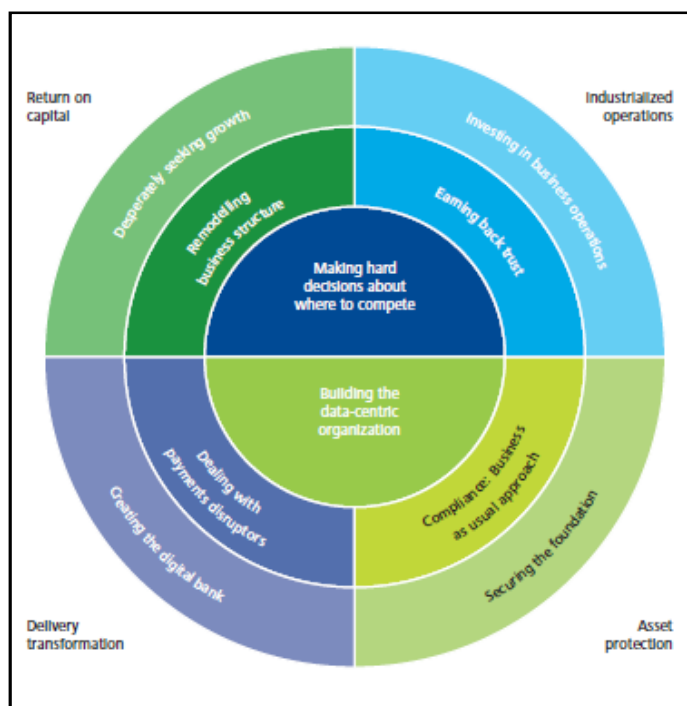 Return on
capital
Industrialized
operations
Desperately seeking growth
Investing in business operations
Remodelling
business structure
Earning back trust
Making hard
decisions about
where to compete
Building the
data-centric
organization
Dealing with
payments disruptors
Compliance: Business
as usual approach
Creating the digital bank
Securing the foundation
Delivery
transformation
Asset
protection